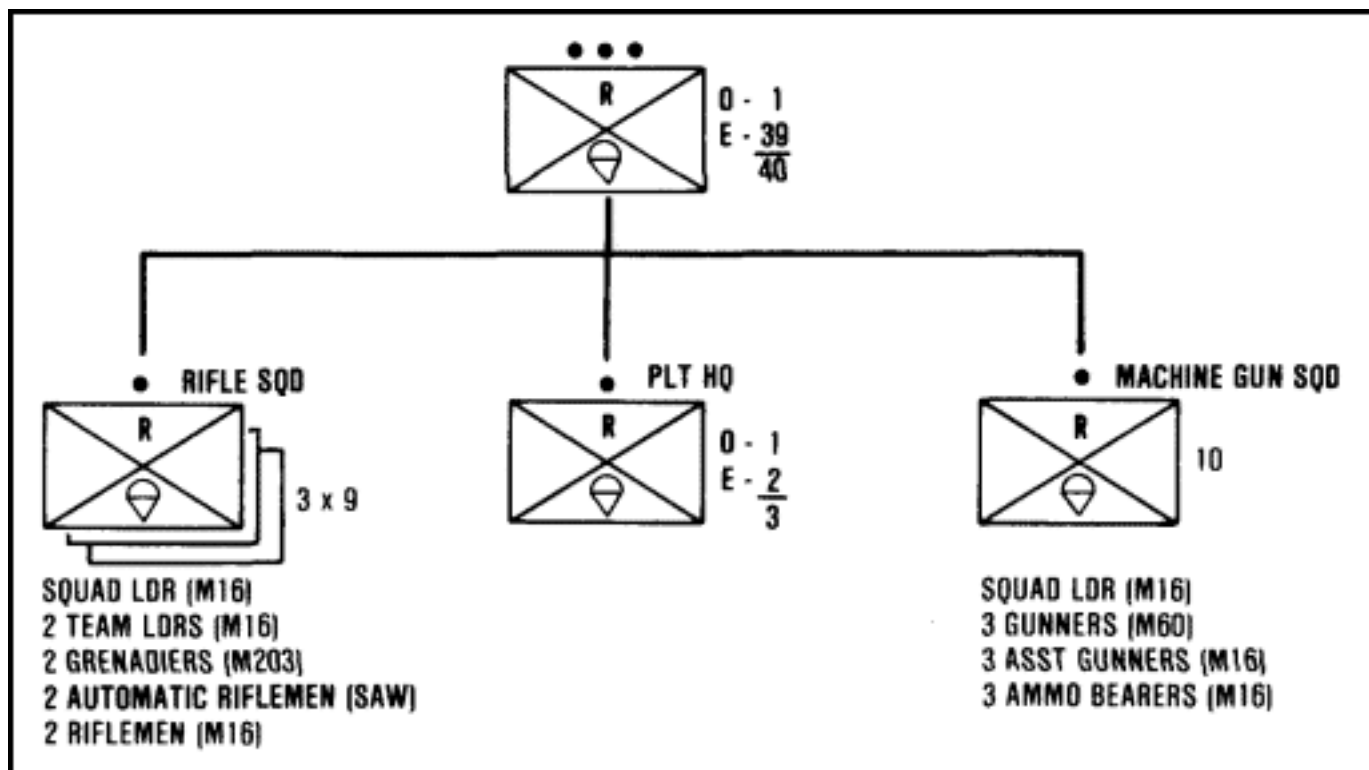 R
O - 1
E - 39
40
RIFLE SQD
R
3 x 9
SQUAD LDR (M16)
2 TEAM LDRS (M16)
2 GRENADIERS (M203)
2 AUTOMATIC RIFLEMEN (SAW)
2 RIFLEMEN (M16)
PLT HQ
R
O - 1
E - 2
3
MACHINE GUN SQD
R
10
SQUAD LDR (M16)
3 GUNNERS (M60)
3 ASST GUNNERS (M16)
3 AMMO BEARERS (M16)